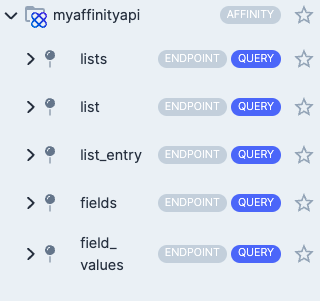 myaffinityapi AFFINITY
lists ENDPOINT QUERY
list ENDPOINT QUERY
list_entry ENDPOINT QUERY
fields ENDPOINT QUERY
field_
values ENDPOINT QUERY